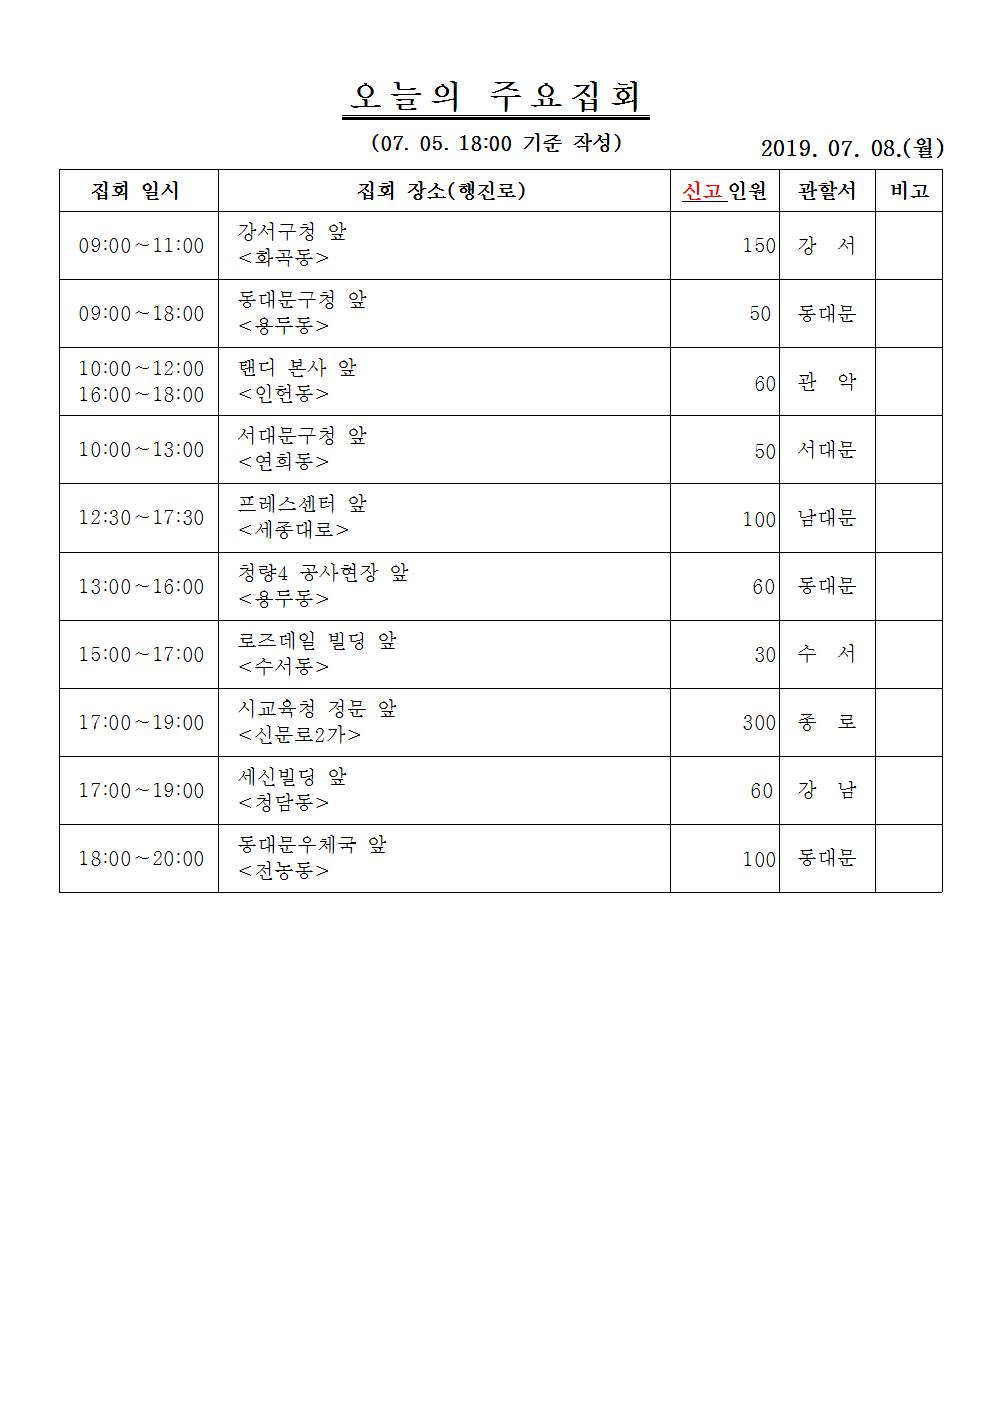 오늘의 주요집회
(07. 05. 18:00 기준 작성)
2019. 07. 08.(월)
집회 일시 집회 장소(행진로) 신고인원 관할서 비고
09:00~11:00 강서구청 앞 <화곡동> 150 강 서
09:00~18:00 동대문구청 앞 <용두동> 50 동대문
10:00~12:00 16:00~18:00 탠디 본사 앞 <인헌동> 60 관 악
10:00~13:00 서대문구청 앞 <연희동> 50 서대문
12:30~17:30 프레스센터 앞 <세종대로> 100 남대문
13:00~16:00 청량4 공사현장 앞 <용두동> 60 동대문
15:00~17:00 로즈데일 빌딩 앞 <수서동> 30 수 서
17:00~19:00 시교육청 정문 앞 <신문로2가> 300 종 로
17:00~19:00 세신빌딩 앞 <청담동> 60 강 남
18:00~20:00 동대문우체국 앞 <전농동> 100 동대문